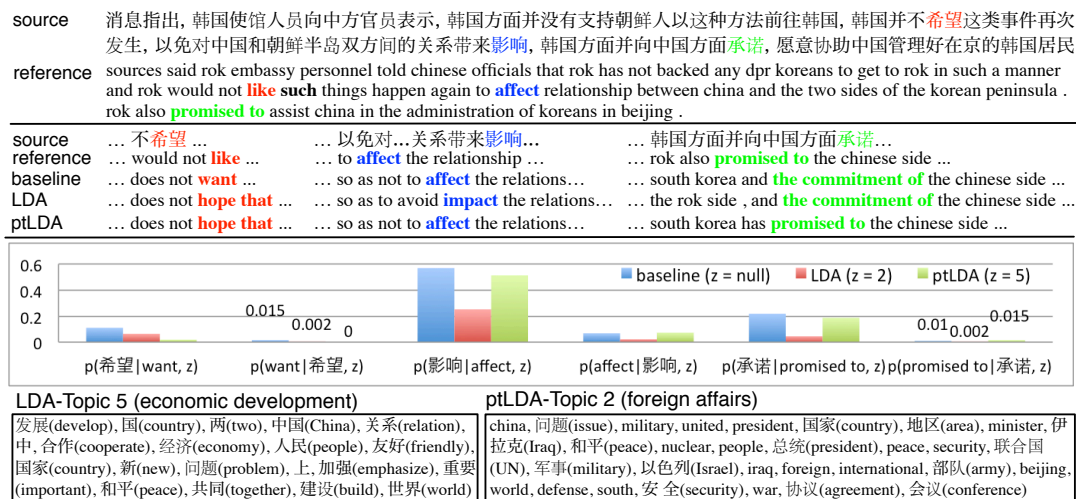 source 消息指出, 韩国使馆人员向中方官员表示, 韩国方面并没有支持朝鲜人以这种方法前往韩国, 韩国并不希望这类事件再次
发生, 以免对中国和朝鲜半岛双方间的关系带来影响, 韩国方面并向中国方面承诺, 愿意协助中国管理好在京的韩国居民
reference sources said rok embassy personnel told chinese officials that rok has not backed any dpr koreans to get to rok in such a manner
and rok would not like such things happen again to affect relationship between china and the two sides of the korean peninsula .
rok also promised to assist china in the administration of koreans in beijing .
source … 不希望 … … 以免对…关系带来影响… … 韩国方面并向中国方面承诺…
reference … would not like ... … to affect the relationship … … rok also promised to the chinese side ...
baseline … does not want ... … so as not to affect the relations… … south korea and the commitment of the chinese side ...
LDA … does not hope that ... … so as to avoid impact the relations… … the rok side , and the commitment of the chinese side ...
ptLDA … does not hope that ... … so as not to affect the relations… … south korea has promised to the chinese side ...
0.6
baseline (z = null) LDA (z = 2) ptLDA (z = 5)
0.4
0.015 0.002 0
0.2
0.01 0.002 0.015
0
p(希望|want, z) p(want|希望, z) p(影响|affect, z) p(affect|影响, z) p(承诺|promised to, z) p(promised to|承诺, z)
LDA-Topic 5 (economic development)
发展(develop), 国(country), 两(two), 中国(China), 关系(relation),
中, 合作(cooperate), 经济(economy), 人民(people), 友好(friendly),
国家(country), 新(new), 问题(problem), 上, 加强(emphasize), 重要
(important), 和平(peace), 共同(together), 建设(build), 世界(world)
ptLDA-Topic 2 (foreign affairs)
china, 问题(issue), military, united, president, 国家(country), 地区(area), minister, 伊
拉克(Iraq), 和平(peace), nuclear, people, 总统(president), peace, security, 联合国
(UN), 军事(military), 以色列(Israel), iraq, foreign, international, 部队(army), beijing,
world, defense, south, 安全(security), war, 协议(agreement), 会议(conference)